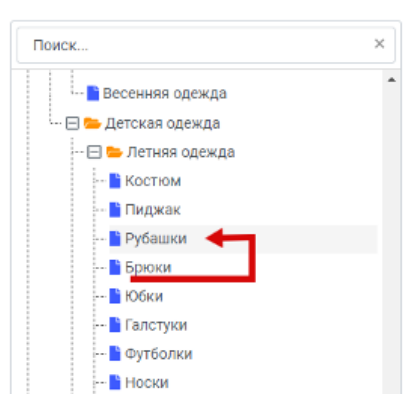 Поиск...
Весенняя одежда
Детская одежда
Летняя одежда
Костюм
Пиджак
Рубашки
Брюки
Юбки
Галстуки
Футболки
Носки